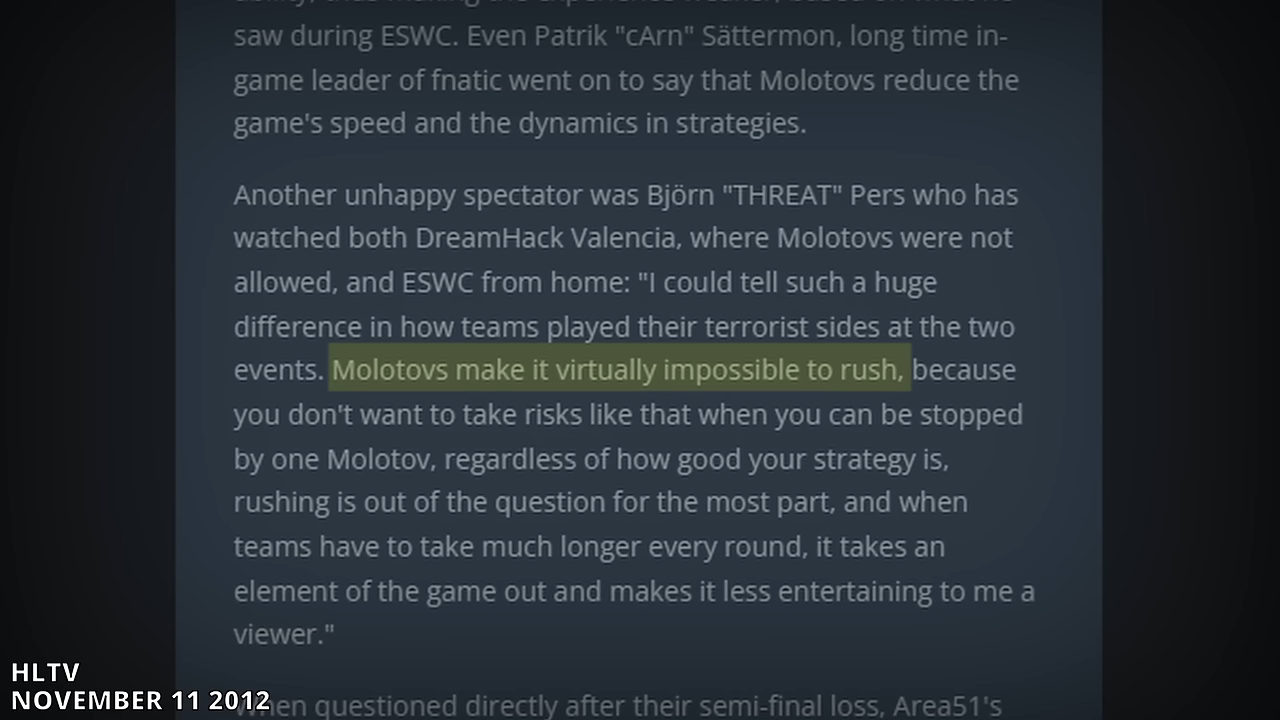 saw during ESWC. Even Patrik "cArn" Sättermon, long time in-
game leader of fnatic went on to say that Molotovs reduce the
game's speed and the dynamics in strategies.
Another unhappy spectator was Björn "THREAT" Pers who has
watched both DreamHack Valencia, where Molotovs were not
allowed, and ESWC from home: "I could tell such a huge
difference in how teams played their terrorist sides at the two
events. Molotovs make it virtually impossible to rush, because
you don't want to take risks like that when you can be stopped
by one Molotov, regardless of how good your strategy is,
rushing is out of the question for the most part, and when
teams have to take much longer every round, it takes an
element of the game out and makes it less entertaining to me a
viewer."
When questioned directly after their semi-final loss, Area51's
HLTV
NOVEMBER 11 2012